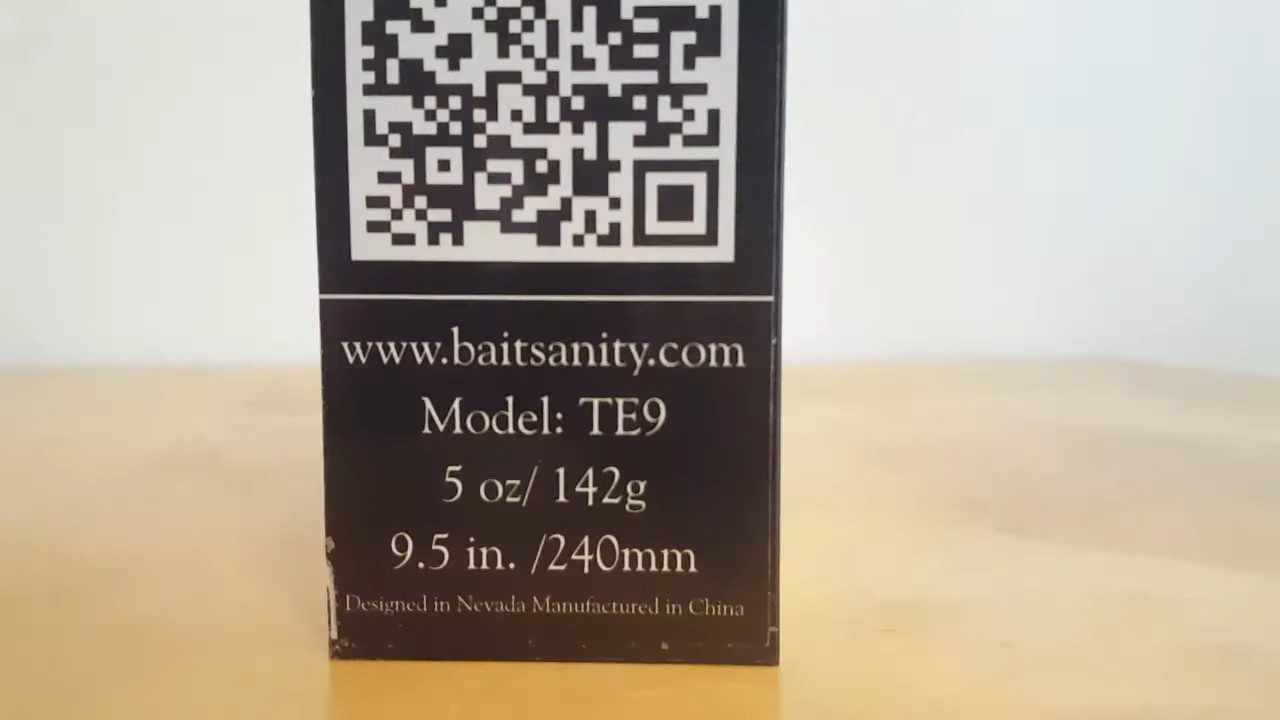 www.baitsanity.com
Model: TE9
5 oz/ 142g
9.5 in. /240mm
Designed in Nevada Manufactured in China